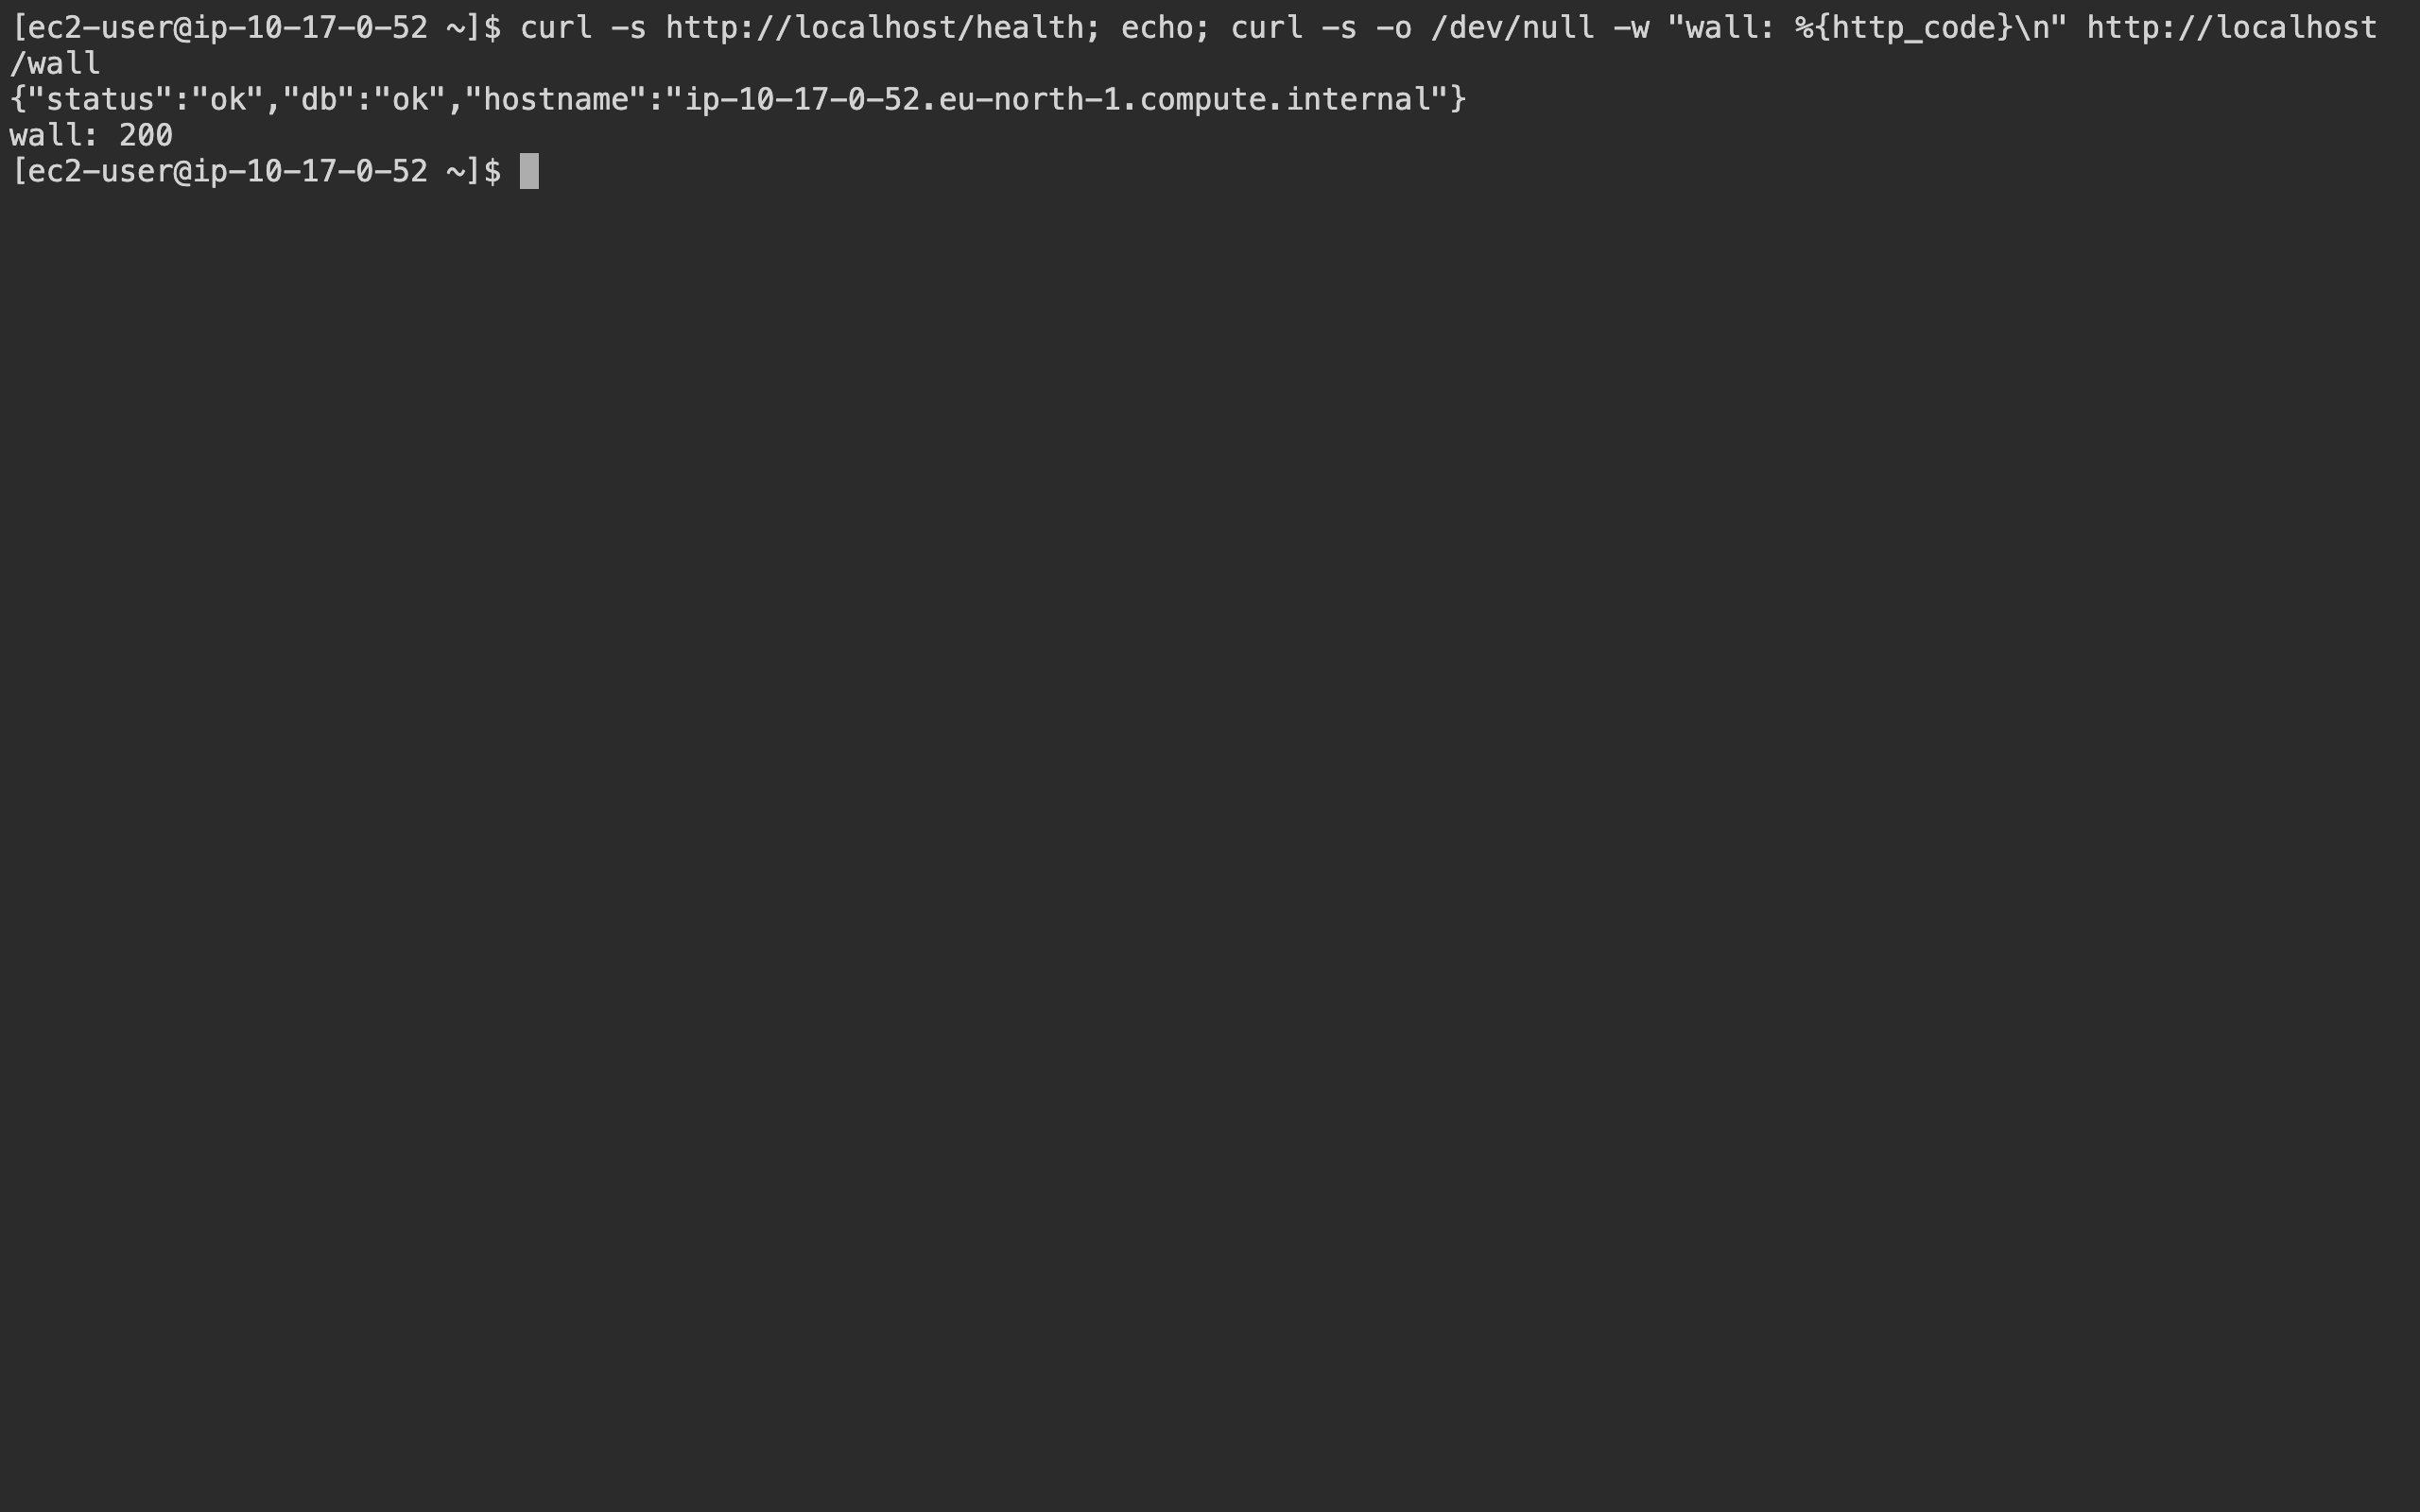 [ec2-user@ip-10-17-0-52 ~]$ curl -s http://localhost/health; echo; curl -s -o /dev/null -w "wall: %{http_code}\n" http://localhost
/wall
{"status":"ok","db":"ok","hostname":"ip-10-17-0-52.eu-north-1.compute.internal"}
wall: 200
[ec2-user@ip-10-17-0-52 ~]$